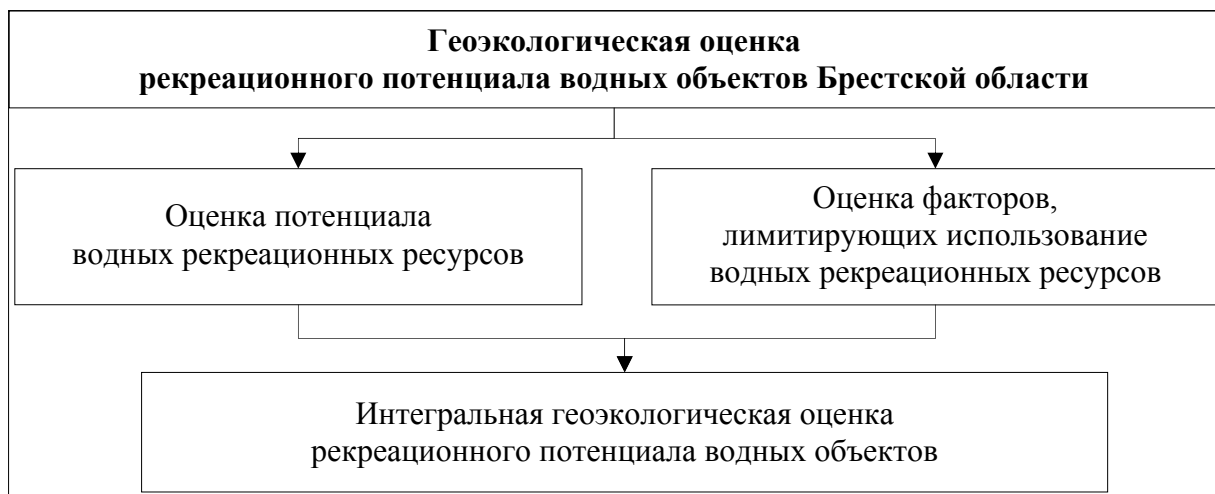 Геоэкологическая оценка
рекреационного потенциала водных объектов Брестской области
Оценка потенциала
водных рекреационных ресурсов
Оценка факторов,
лимитирующих использование
водных рекреационных ресурсов
Интегральная геоэкологическая оценка
рекреационного потенциала водных объектов